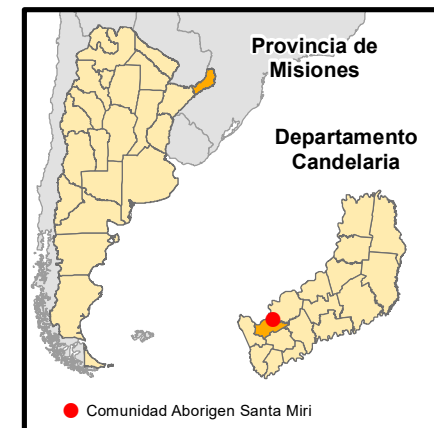 Provincia de
Misiones
Departamento
Candelaria
Comunidad Aborigen Santa Miri